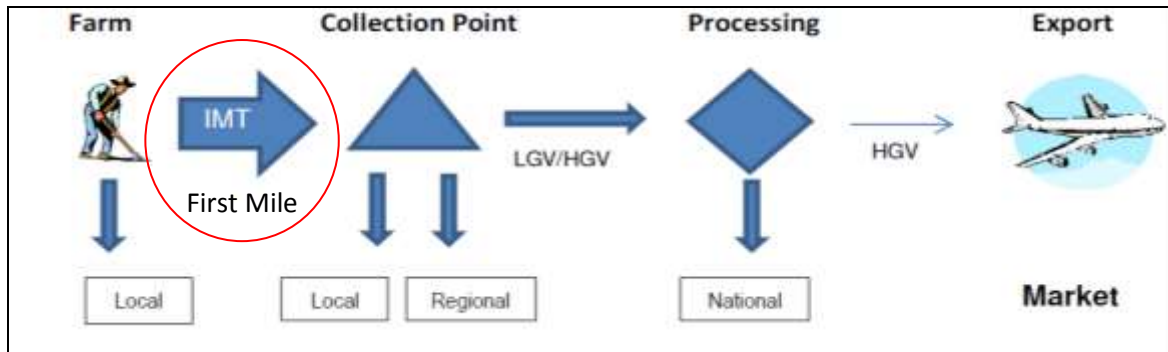 Farm Collection Point Processing Export
IMT
First Mile
LGV/HGV
HGV
Local Local Regional National Market